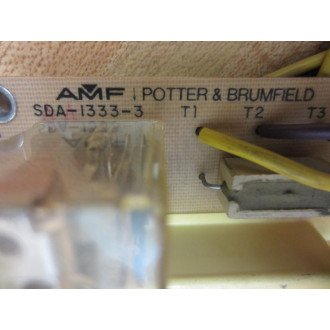 AMF | POTTER & BRUMFIELD
SDA-1333-3 T1 T2 T3